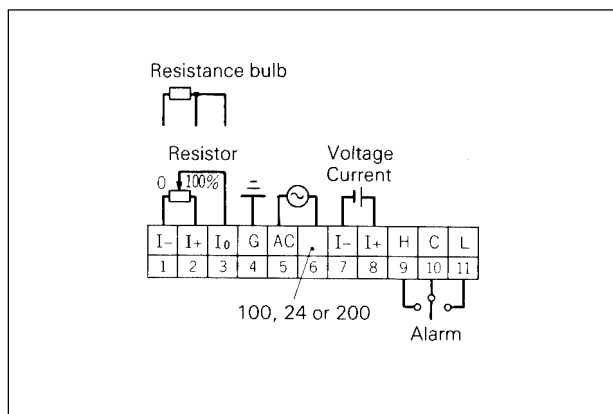 Resistance bulb
Resistor
Voltage
Current
0 100%
I- I+ I0 G AC . I- I+ H C L
1 2 3 4 5 6 7 8 9 10 11
100, 24 or 200
Alarm